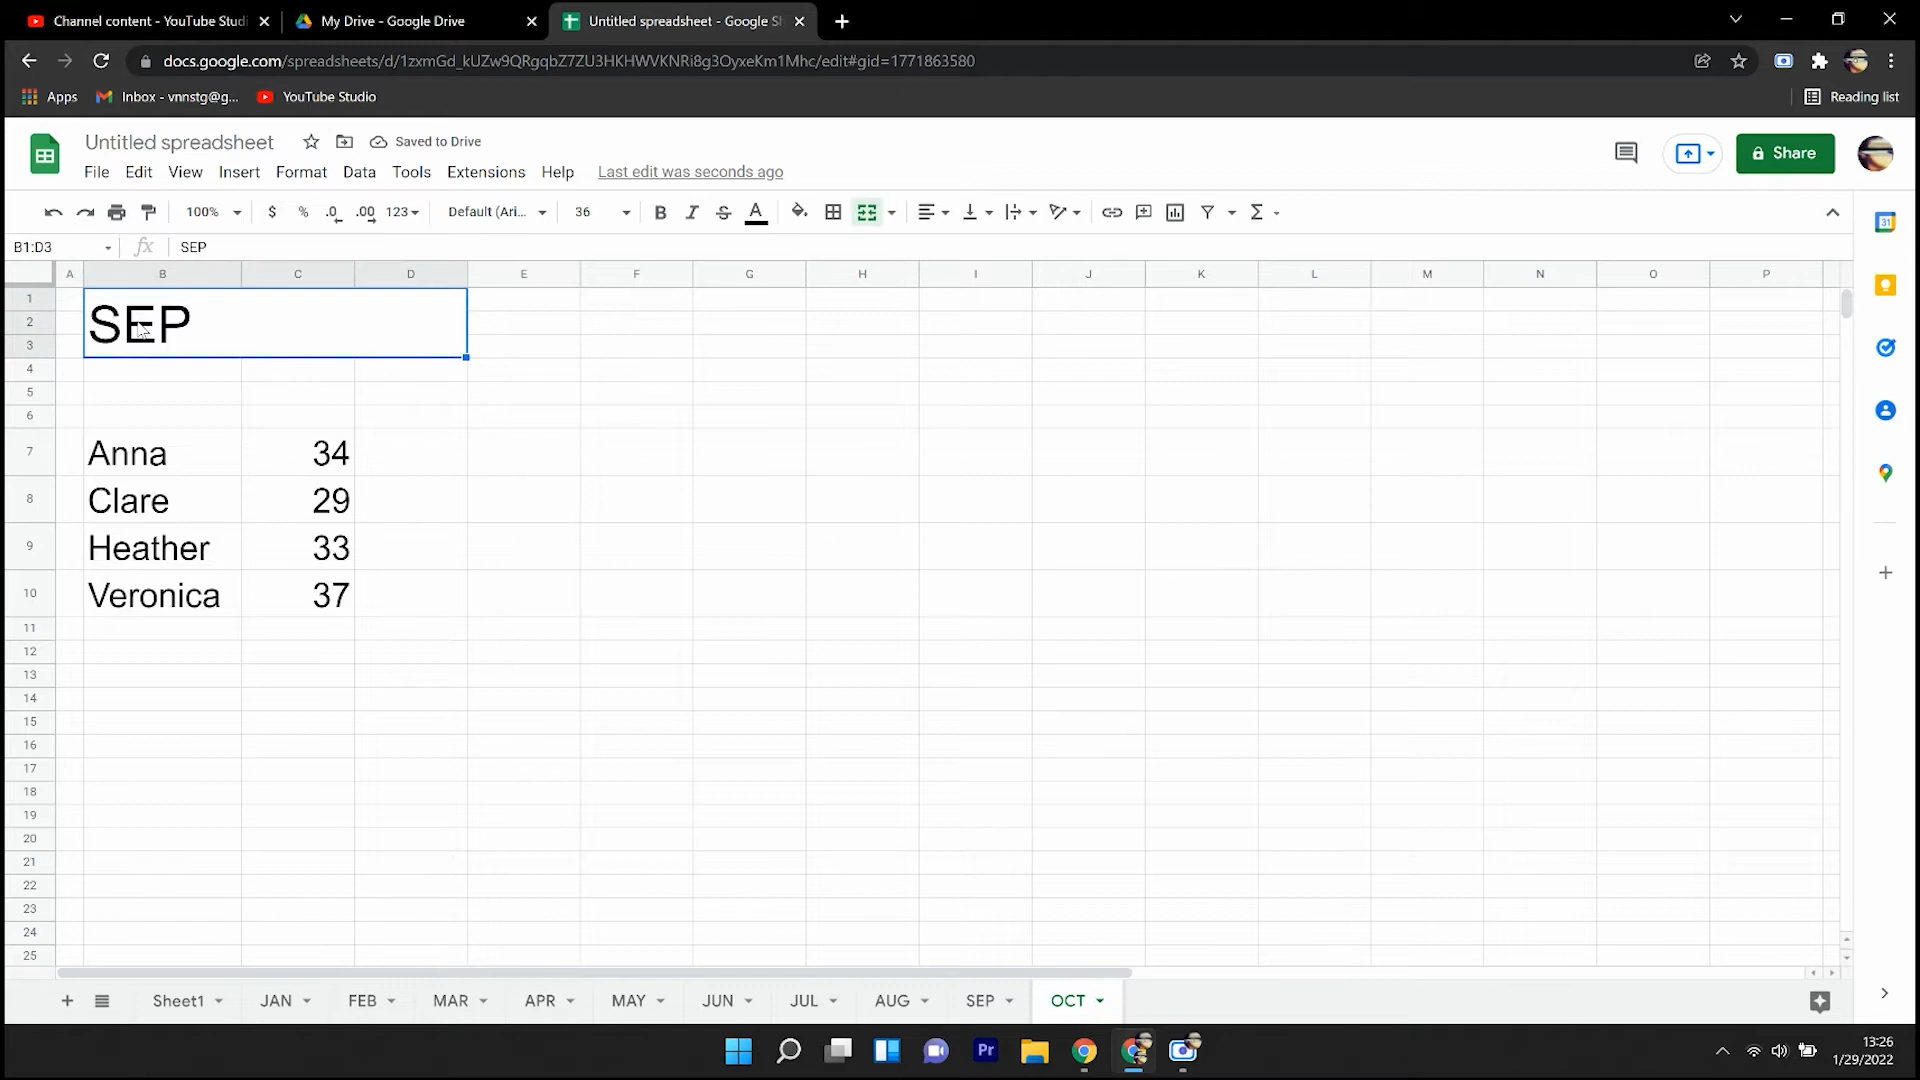 Channel content - YouTube Studi
My Drive - Google Drive
Untitled spreadsheet - Google Sh
docs.google.com/spreadsheets/d/1zxmGd_kUZw9QRgqbZ7ZU3HKHWVKNRi8g3OyxeKm1Mhc/edit#gid=1771863580
Apps Inbox - vnnstg@g... YouTube Studio Reading list
Untitled spreadsheet Saved to Drive
File Edit View Insert Format Data Tools Extensions Help Last edit was seconds ago
Share
100% $ % .0 .00 123 Default (Ari... 36 B I S A Σ
B1:D3 fx SEP
A B C D E F G H I J K L M N O P
1
2 SEP
3
4
5
6
7 Anna 34
8 Clare 29
9 Heather 33
10 Veronica 37
11
12
13
14
15
16
17
18
19
20
21
22
23
24
25
Sheet1 JAN FEB MAR APR MAY JUN JUL AUG SEP OCT
Pr
13:26
1/29/2022
31